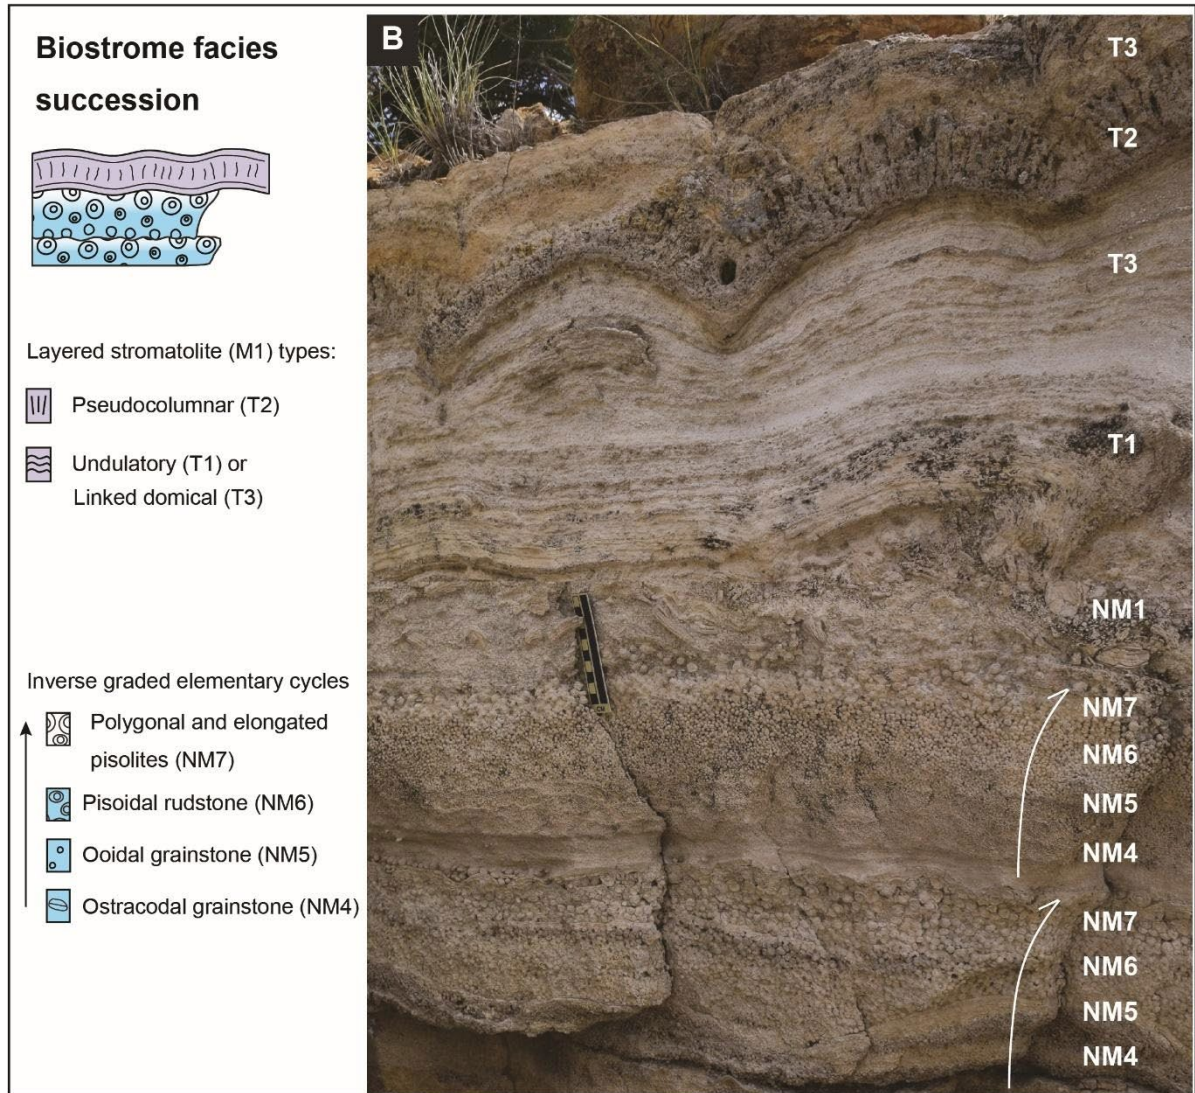 Biostrome facies
succession
Layered stromatolite (M1) types:
Pseudocolumnar (T2)
Undulatory (T1) or
Linked domical (T3)
Inverse graded elementary cycles
Polygonal and elongated
pisolites (NM7)
Pisoidal rudstone (NM6)
Ooidal grainstone (NM5)
Ostracodal grainstone (NM4)
B
T3
T2
T3
T1
NM1
NM7
NM6
NM5
NM4
NM7
NM6
NM5
NM4